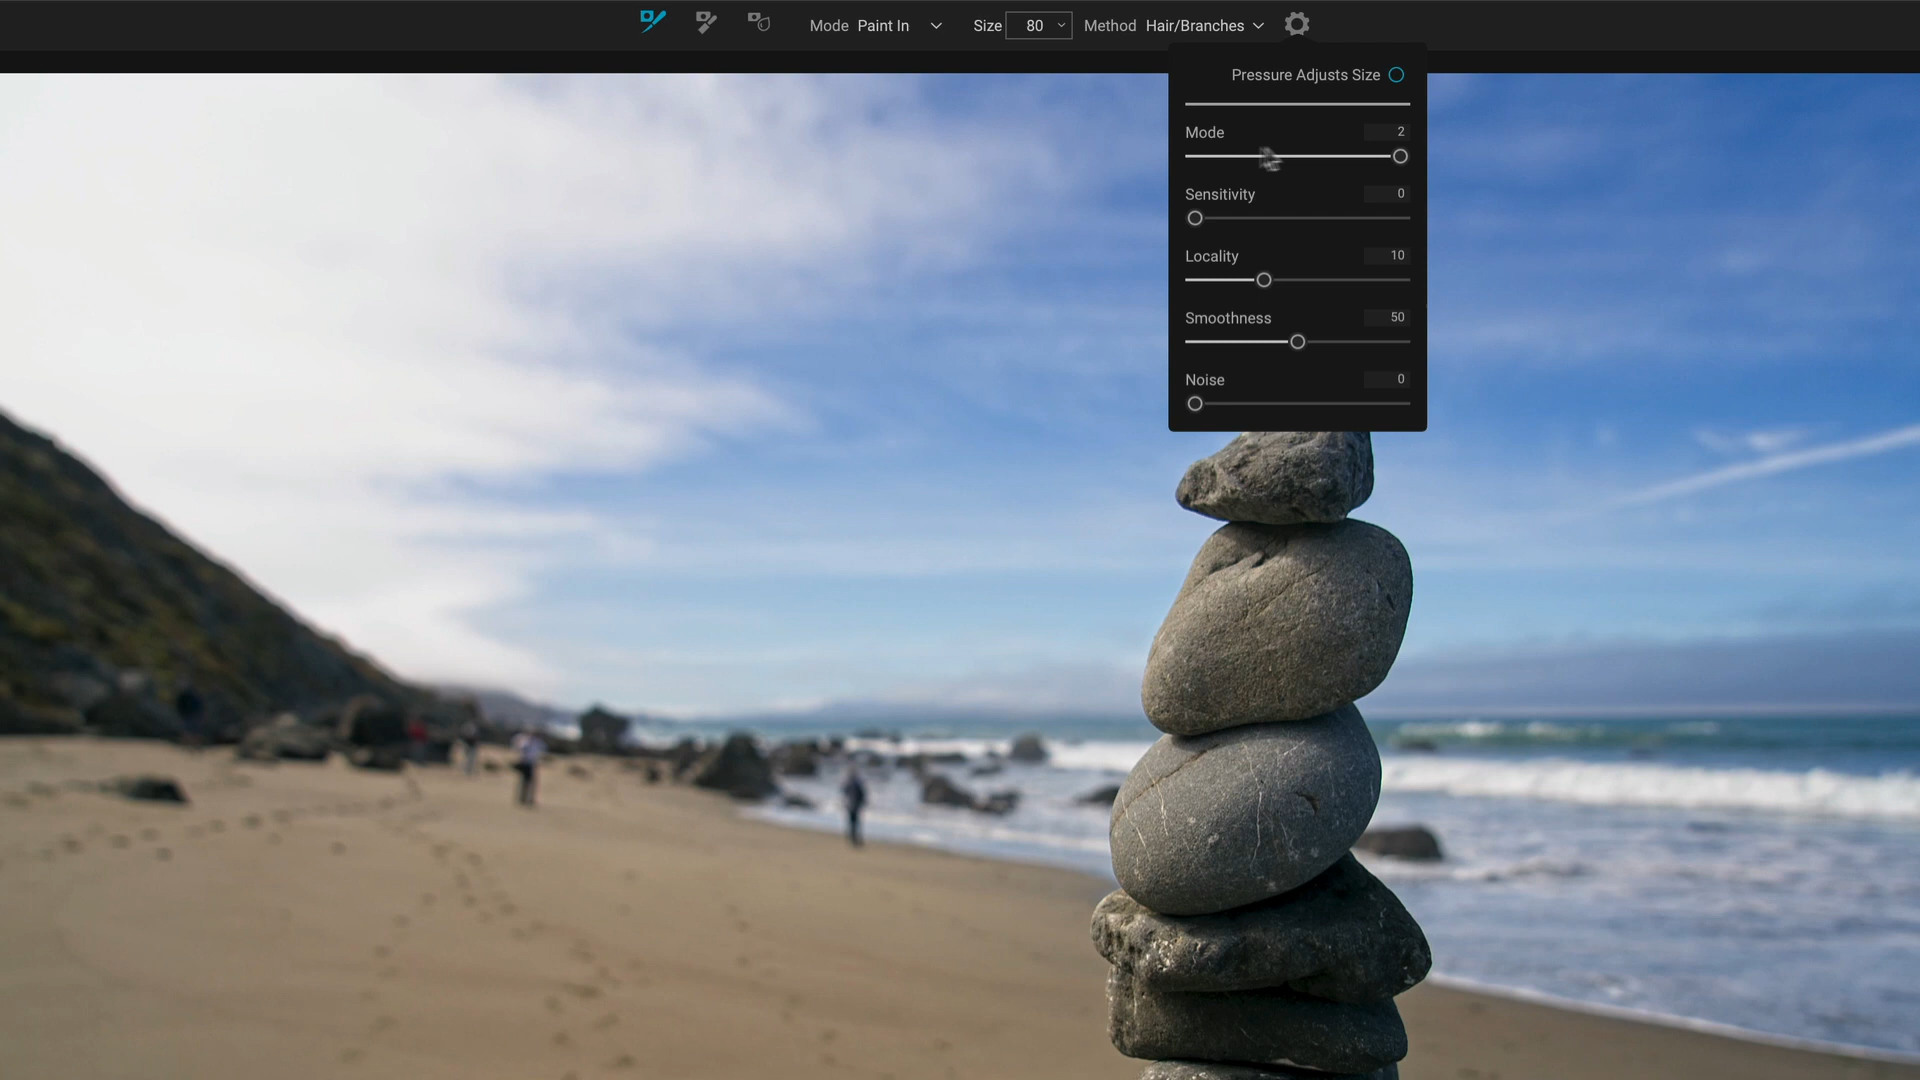 Mode Paint In Size 80 Method Hair/Branches
Pressure Adjusts Size
Mode 2
Sensitivity 0
Locality 10
Smoothness 50
Noise 0